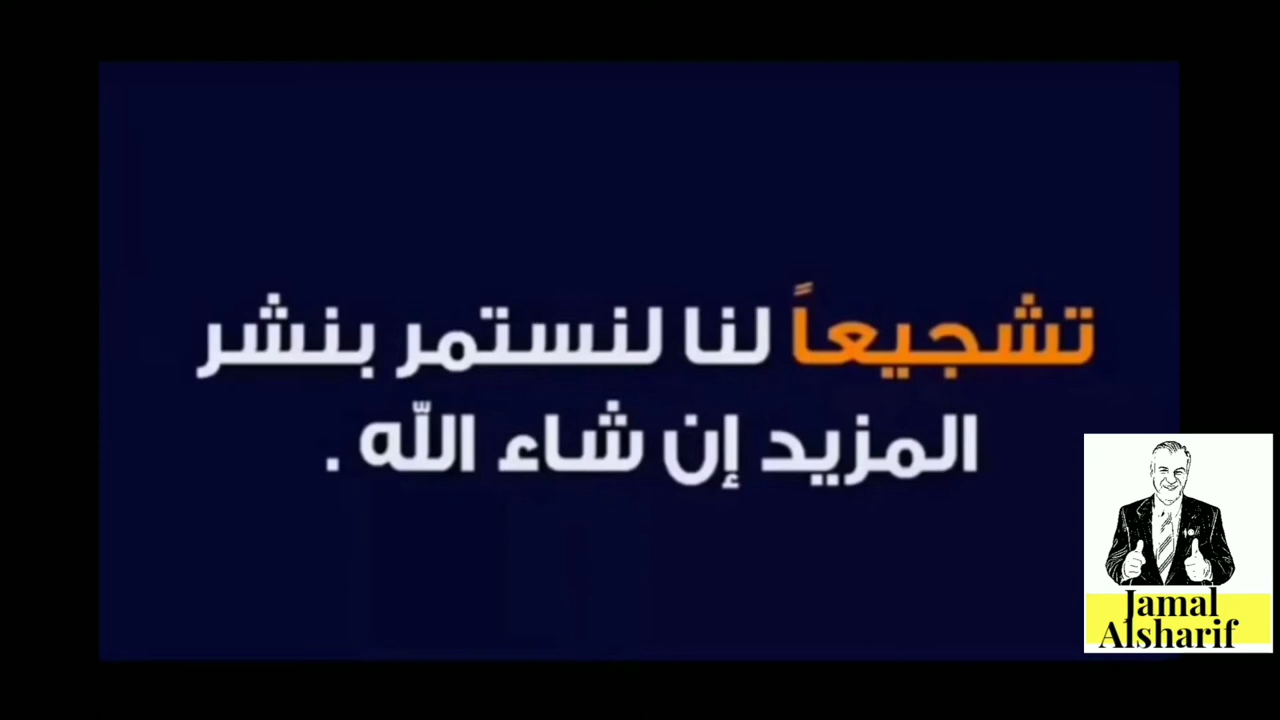 تشجيعاً لنا لنستمر بنشر
المزيد إن شاء الله .
Jamal
Alsharif